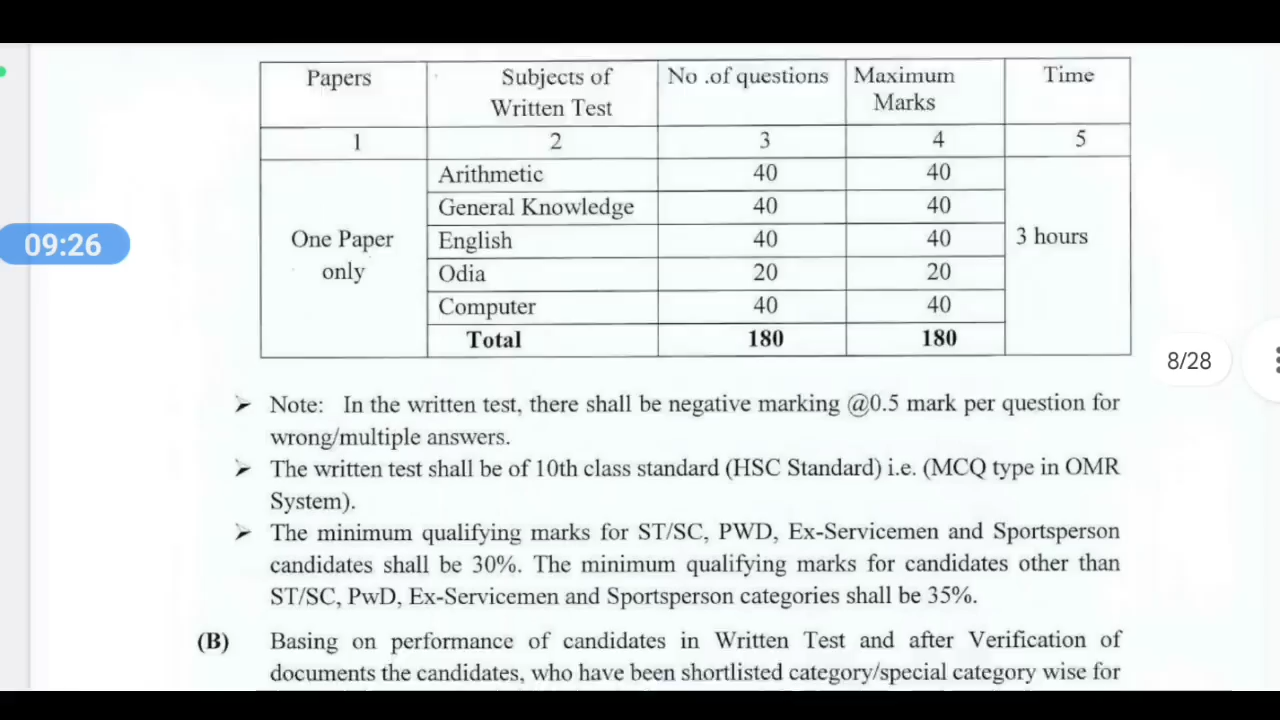 Papers Subjects of Written Test No .of questions Maximum Marks Time
1 2 3 4 5
One Paper only
Arithmetic 40 40
General Knowledge 40 40
English 40 40
Odia 20 20
Computer 40 40
Total 180 180
3 hours
09:26
8/28
➢ Note: In the written test, there shall be negative marking @0.5 mark per question for
wrong/multiple answers.
➢ The written test shall be of 10th class standard (HSC Standard) i.e. (MCQ type in OMR
System).
➢ The minimum qualifying marks for ST/SC, PWD, Ex-Servicemen and Sportsperson
candidates shall be 30%. The minimum qualifying marks for candidates other than
ST/SC, PwD, Ex-Servicemen and Sportsperson categories shall be 35%.
(B) Basing on performance of candidates in Written Test and after Verification of
documents the candidates, who have been shortlisted category/special category wise for